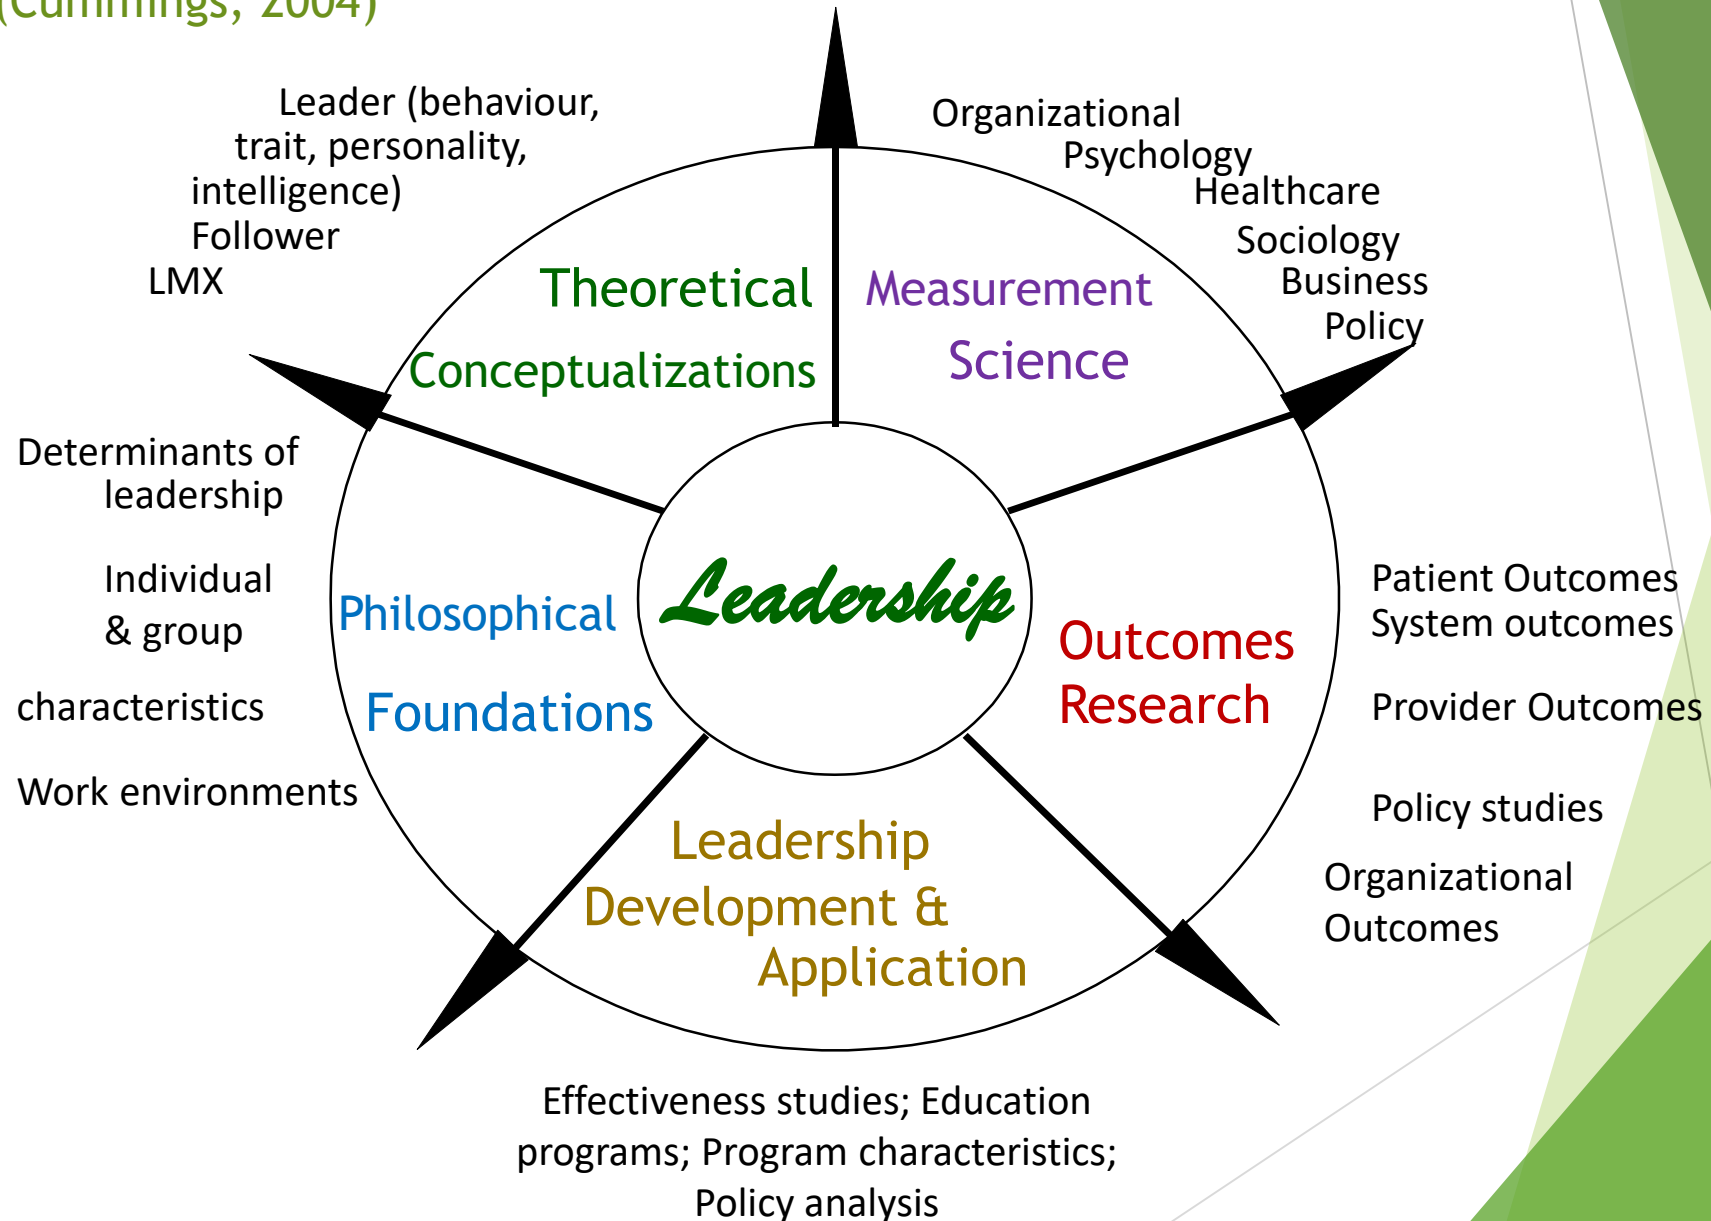 (Cummings, 2004)
Leader (behaviour,
trait, personality,
intelligence)
Follower
LMX
Organizational
Psychology
Healthcare
Sociology
Business
Policy
Theoretical
Conceptualizations
Measurement
Science
Determinants of
leadership
Individual
& group
characteristics
Work environments
Philosophical
Foundations
Leadership
Outcomes
Research
Patient Outcomes
System outcomes
Provider Outcomes
Policy studies
Organizational
Outcomes
Leadership
Development &
Application
Effectiveness studies; Education
programs; Program characteristics;
Policy analysis